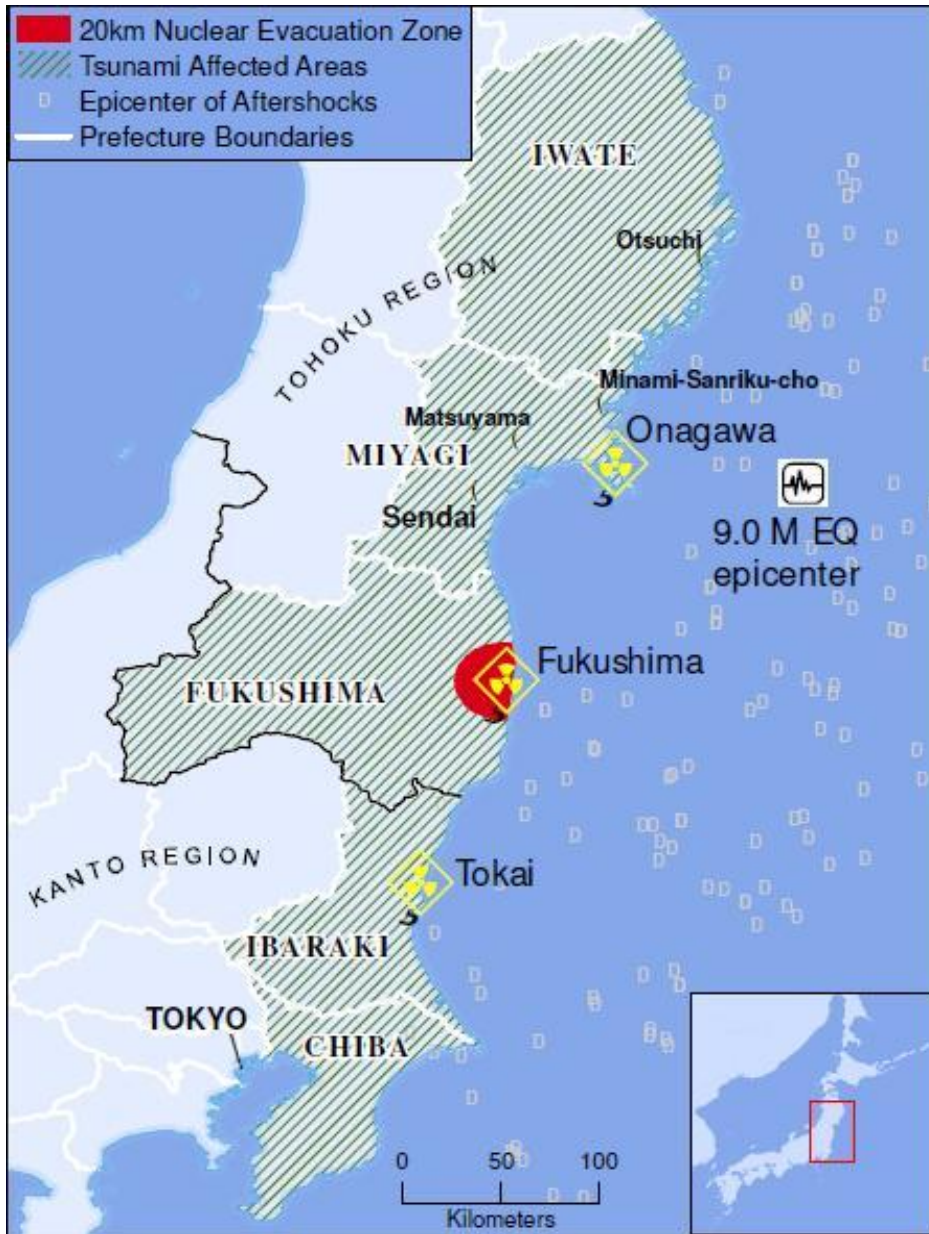 20km Nuclear Evacuation Zone
Tsunami Affected Areas
D Epicenter of Aftershocks
Prefecture Boundaries
IWATE
Otsuchi
TOHOKU REGION
Minami-Sanriku-cho
Matsuyama
Onagawa
MIYAGI
Sendai
9.0 M EQ
epicenter
Fukushima
FUKUSHIMA
KANTO REGION
Tokai
IBARAKI
TOKYO
CHIBA
0 50 100
Kilometers